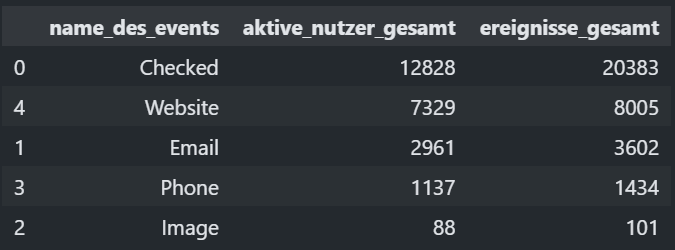 name_des_events aktive_nutzer_gesamt ereignisse_gesamt
0 Checked 12828 20383
4 Website 7329 8005
1 Email 2961 3602
3 Phone 1137 1434
2 Image 88 101